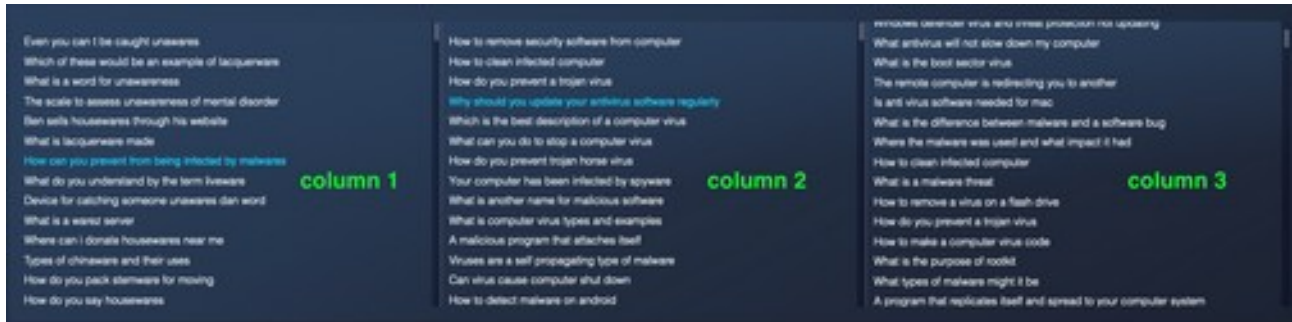 Even you can t be caught unawares
Which of these would be an example of lacquerware
What is a word for unawareness
The scale to assess unawareness of mental disorder
Ben sells housewares through his website
What is lacquerware made
How can you prevent from being infected by malwares
What do you understand by the term liveware
Device for catching someone unawares dan word
What is a warez server
Where can i donate housewares near me
Types of chinaware and their uses
How do you pack stemware for moving
How do you say housewares
column 1
How to remove security software from computer
How to clean infected computer
How do you prevent a trojan virus
Why should you update your antivirus software regularly
Which is the best description of a computer virus
What can you do to stop a computer virus
How do you prevent trojan horse virus
Your computer has been infected by spyware
What is another name for malicious software
What is computer virus types and examples
A malicious program that attaches itself
Viruses are a self propagating type of malware
Can virus cause computer shut down
How to detect malware on android
column 2
Windows defender virus and threat protection not updating
What antivirus will not slow down my computer
What is the boot sector virus
The remote computer is redirecting you to another
Is anti virus software needed for mac
What is the difference between malware and a software bug
Where the malware was used and what impact it had
How to clean infected computer
What is a malware threat
How to remove a virus on a flash drive
How do you prevent a trojan virus
How to make a computer virus code
What is the purpose of rootkit
What types of malware might it be
A program that replicates itself and spread to your computer system
column 3